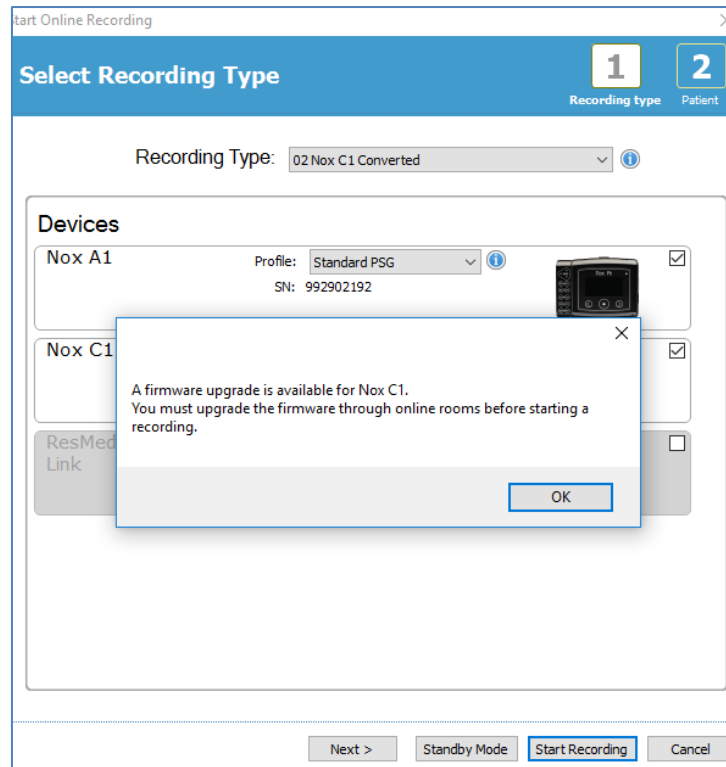 tart Online Recording
Select Recording Type
1
Recording type
2
Patient
Recording Type: 02 Nox C1 Converted
Devices
Nox A1
Profile: Standard PSG
SN: 992902192
Nox C1
A firmware upgrade is available for Nox C1.
You must upgrade the firmware through online rooms before starting a
recording.
OK
ResMed
Link
Next >
Standby Mode
Start Recording
Cancel